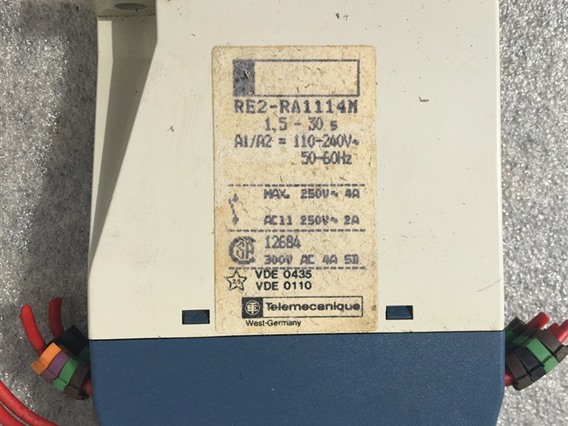 RE2-RA1114M
1,5 - 30 s
A1/A2 = 110-240V~
50-60Hz
MAX. 250V~ 4A
AC11 250V~ 2A
12684
300V AC 4A SD
VDE 0435
VDE 0110
Telemecanique
West-Germany